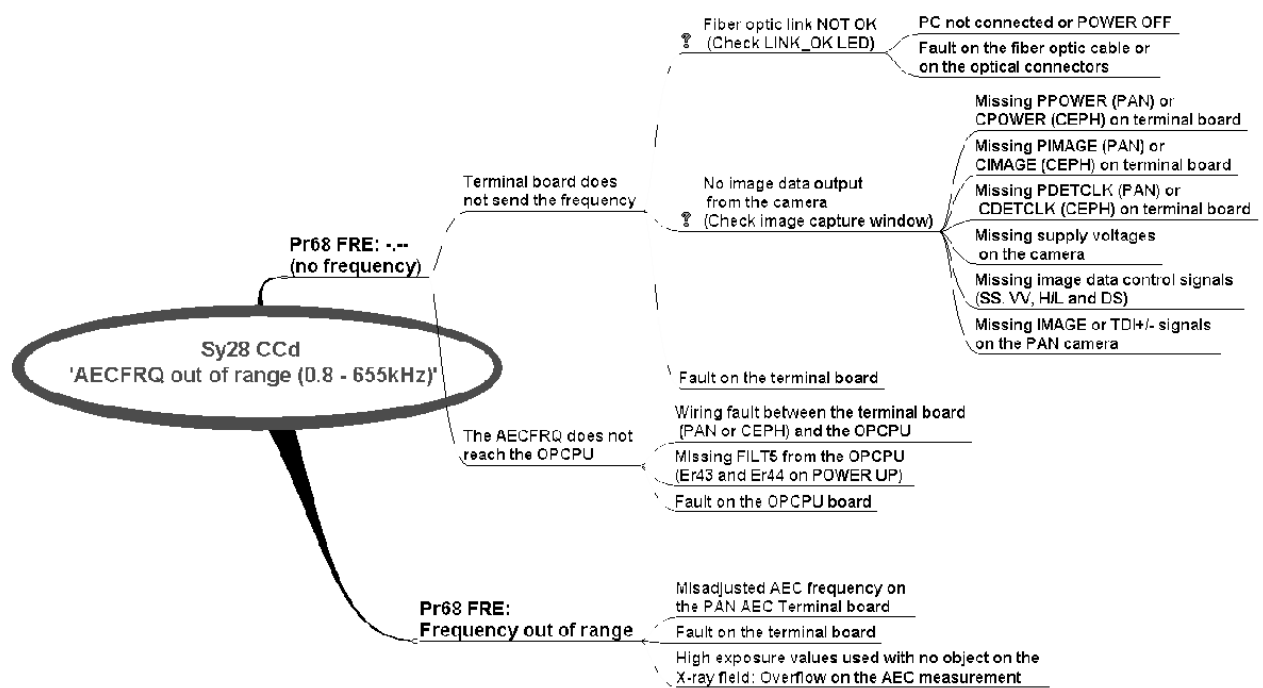 Sy28 CCd
'AECFRQ out of range (0.8 - 655kHz)'
Pr68 FRE: -.--
(no frequency)
Terminal board does
not send the frequency
Fiber optic link NOT OK
(Check LINK_OK LED)
PC not connected or POWER OFF
Fault on the fiber optic cable or
on the optical connectors
No image data output
from the camera
(Check image capture window)
Missing PPOWER (PAN) or
CPOWER (CEPH) on terminal board
Missing PIMAGE (PAN) or
CIMAGE (CEPH) on terminal board
Missing PDETCLK (PAN) or
CDETCLK (CEPH) on terminal board
Missing supply voltages
on the camera
Missing image data control signals
(SS. VV, H/L and DS)
Missing IMAGE or TDI+/- signals
on the PAN camera
Fault on the terminal board
The AECFRQ does not
reach the OPCPU
Wiring fault between the terminal board
(PAN or CEPH) and the OPCPU
Missing FILT5 from the OPCPU
(Er43 and Er44 on POWER UP)
Fault on the OPCPU board
Pr68 FRE:
Frequency out of range
Misadjusted AEC frequency on
the PAN AEC Terminal board
Fault on the terminal board
High exposure values used with no object on the
X-ray field: Overflow on the AEC measurement